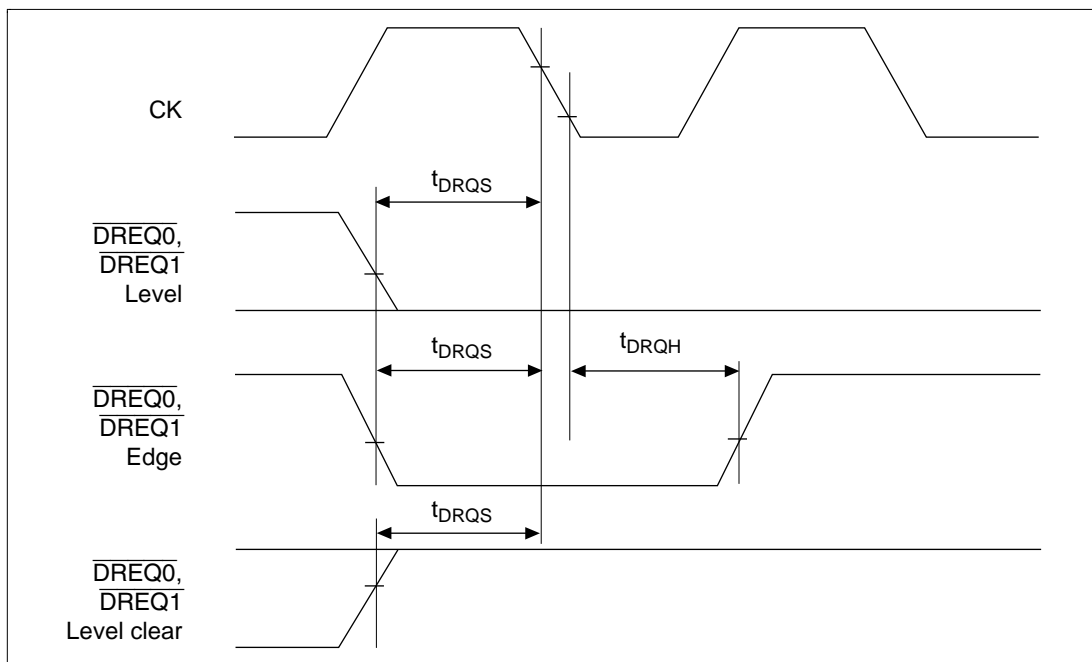 CK
tDRQS
DREQ0,
DREQ1
Level
tDRQS
tDRQH
DREQ0,
DREQ1
Edge
tDRQS
DREQ0,
DREQ1
Level clear